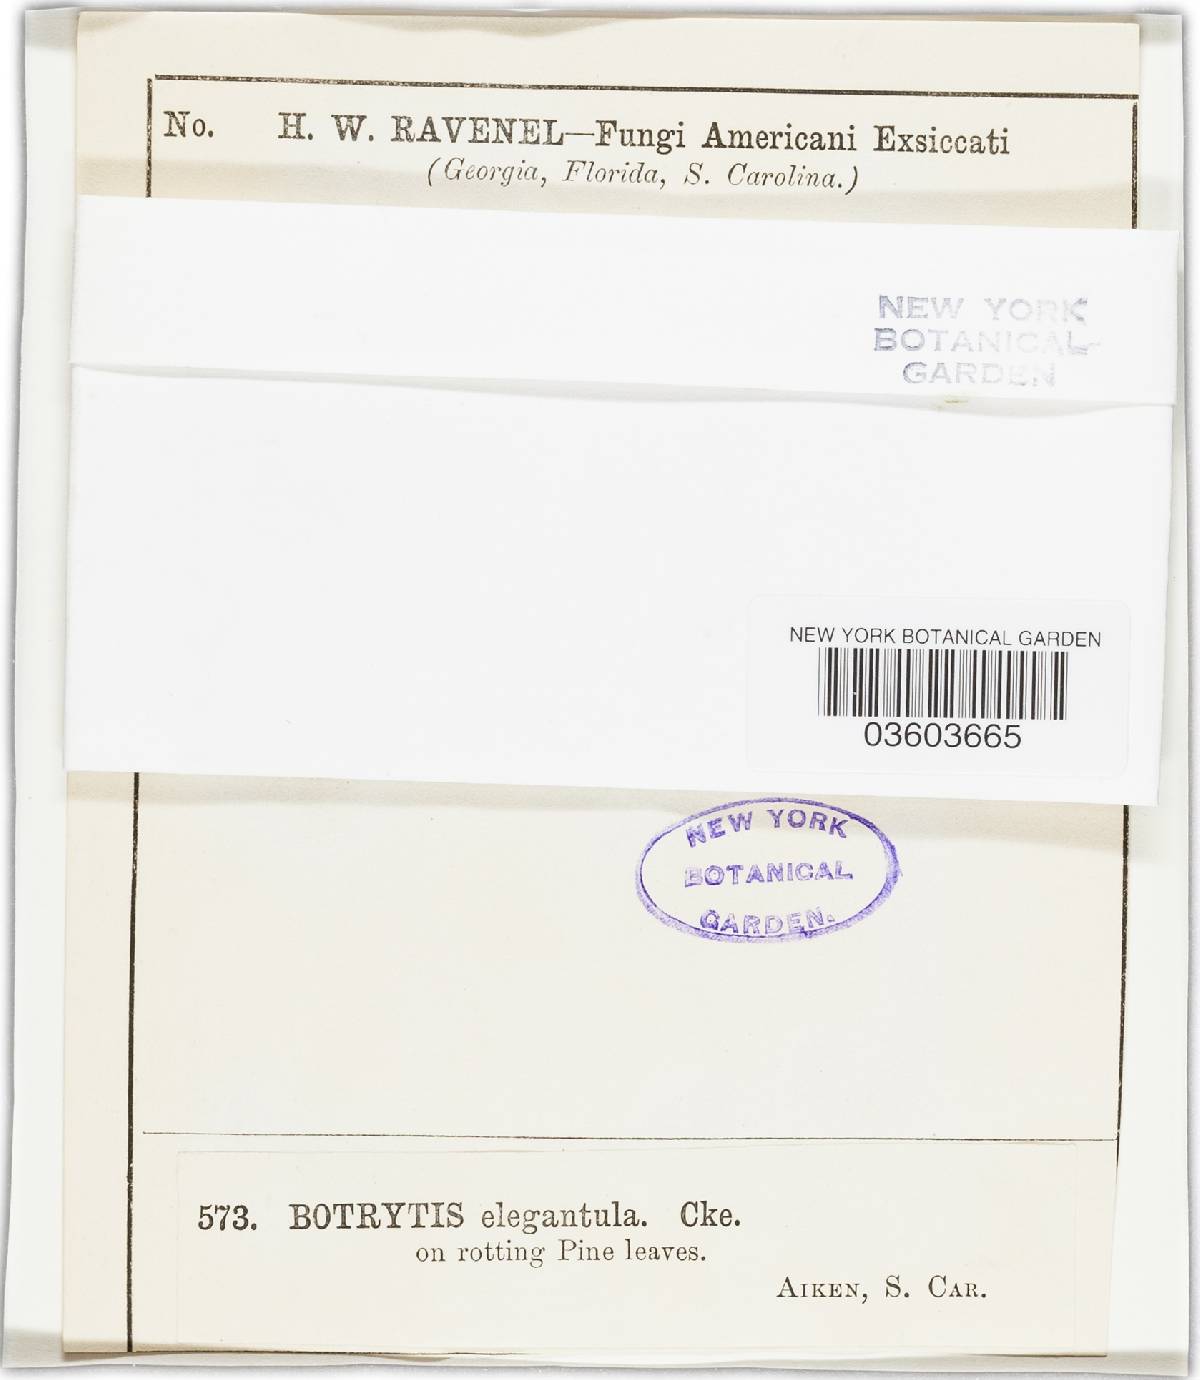 No. H. W. RAVENEL—Fungi Americani Exsiccati
(Georgia, Florida, S. Carolina.)
NEW YORK
BOTANICAL
GARDEN
NEW YORK BOTANICAL GARDEN
03603665
NEW YORK
BOTANICAL
GARDEN.
573. BOTRYTIS elegantula. Cke.
on rotting Pine leaves.
AIKEN, S. CAR.